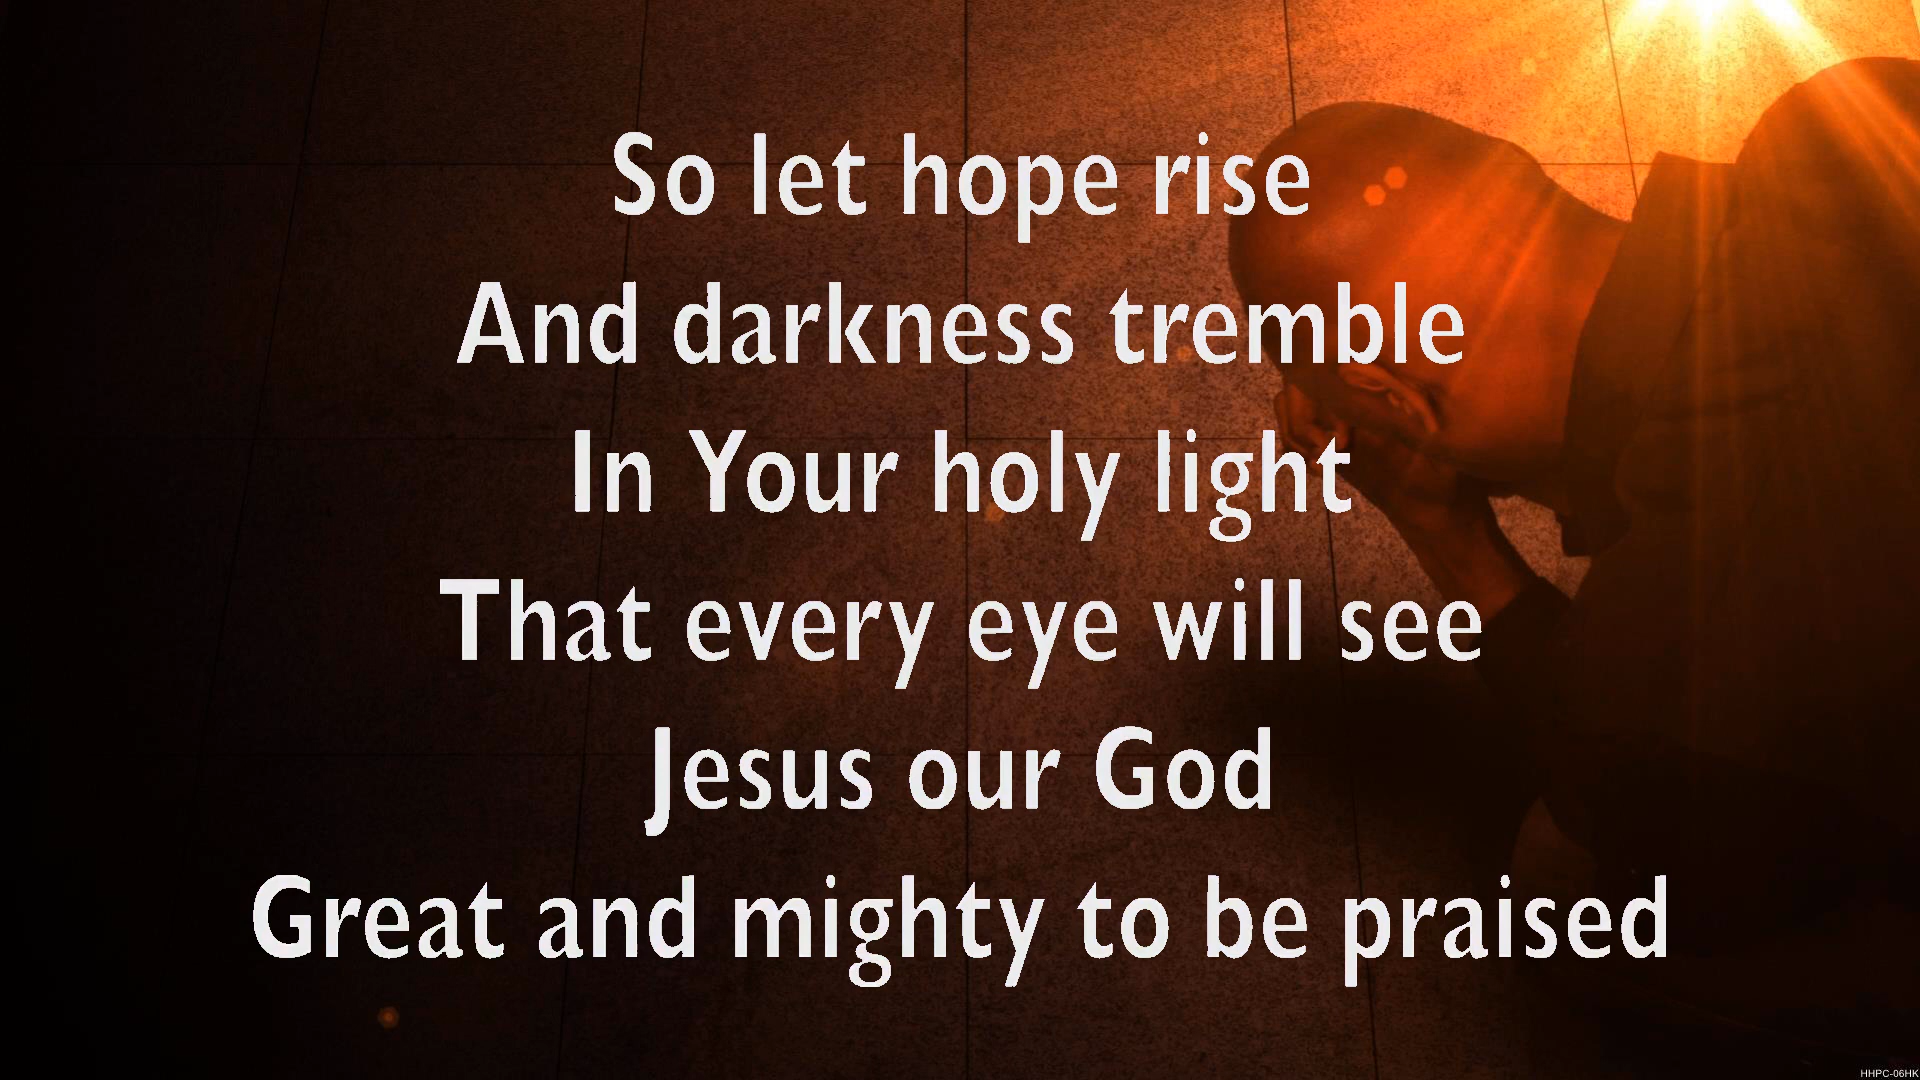 So let hope rise
And darkness tremble
In Your holy light
That every eye will see
Jesus our God
Great and mighty to be praised
HHPC-06HK